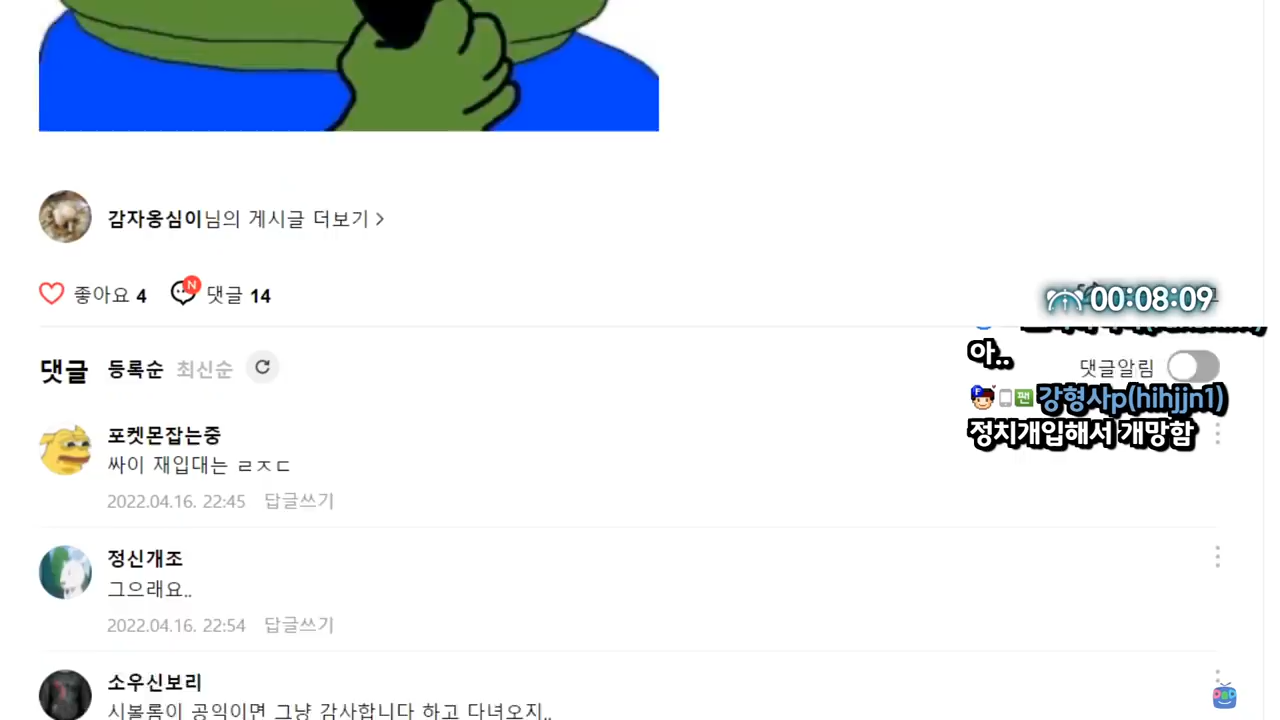 감자옹심이님의 게시글 더보기 >
좋아요 4 N 댓글 14
00:08:09
댓글 등록순 최신순
아..
댓글알림
팬 강형사p(hihjjn1)
정치개입해서 개망함
포켓몬잡는중
싸이 재입대는 ㄹㅈㄷ
2022.04.16. 22:45 답글쓰기
정신개조
그으래요..
2022.04.16. 22:54 답글쓰기
소우신보리
시볼롬이 공익이면 그냥 감사합니다 하고 다녀오지..